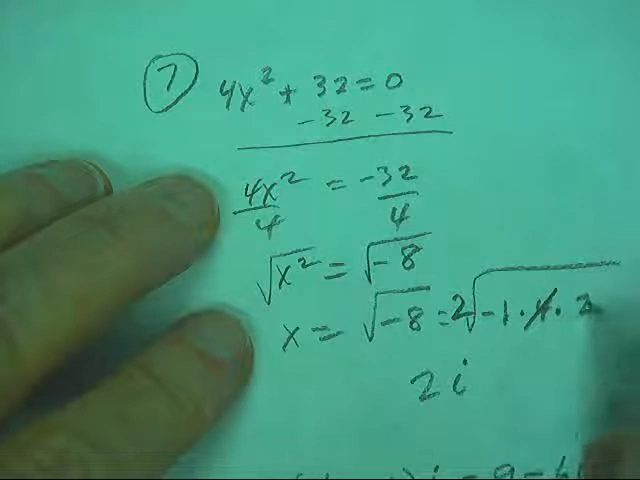 7 4x² + 32 = 0
- 32 - 32
4x²/4 = -32/4
√x² = √-8
x = √-8 = 2√-1 · 4 · 2
2i